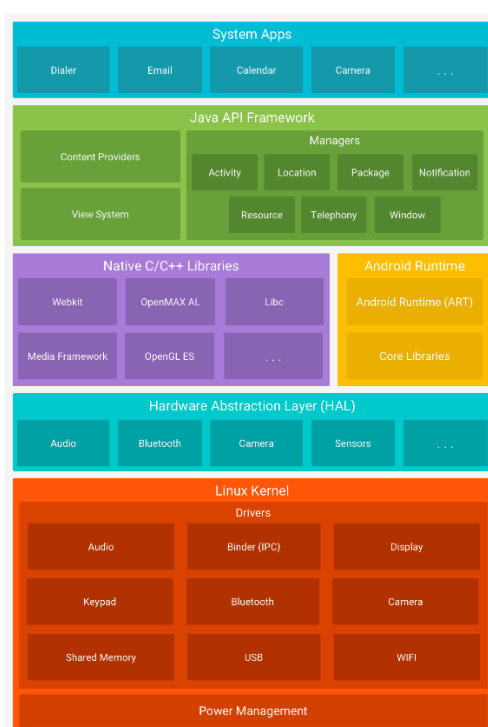 System Apps
Dialer
Email
Calendar
Camera
. . .
Java API Framework
Content Providers
View System
Managers
Activity
Location
Package
Notification
Resource
Telephony
Window
Native C/C++ Libraries
Webkit
OpenMAX AL
Libc
Media Framework
OpenGL ES
. . .
Android Runtime
Android Runtime (ART)
Core Libraries
Hardware Abstraction Layer (HAL)
Audio
Bluetooth
Camera
Sensors
. . .
Linux Kernel
Drivers
Audio
Binder (IPC)
Display
Keypad
Bluetooth
Camera
Shared Memory
USB
WIFI
Power Management